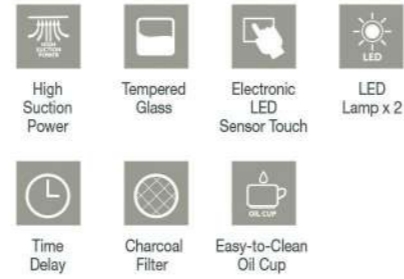 HIGH
SUCTION
POWER
LED
High
Suction
Power
Tempered
Glass
Electronic
LED
Sensor Touch
LED
Lamp x 2
OIL CUP
Time
Delay
Charcoal
Filter
Easy-to-Clean
Oil Cup